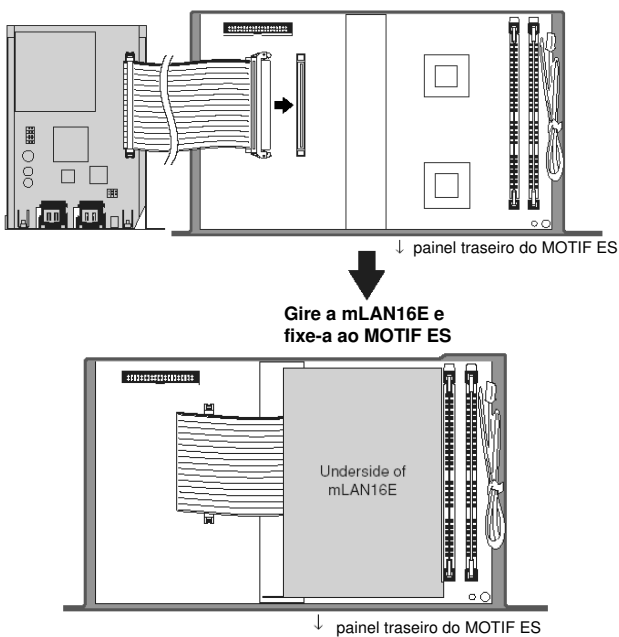 ↓ painel traseiro do MOTIF ES
Gire a mLAN16E e
fixe-a ao MOTIF ES
Underside of
mLAN16E
↓ painel traseiro do MOTIF ES